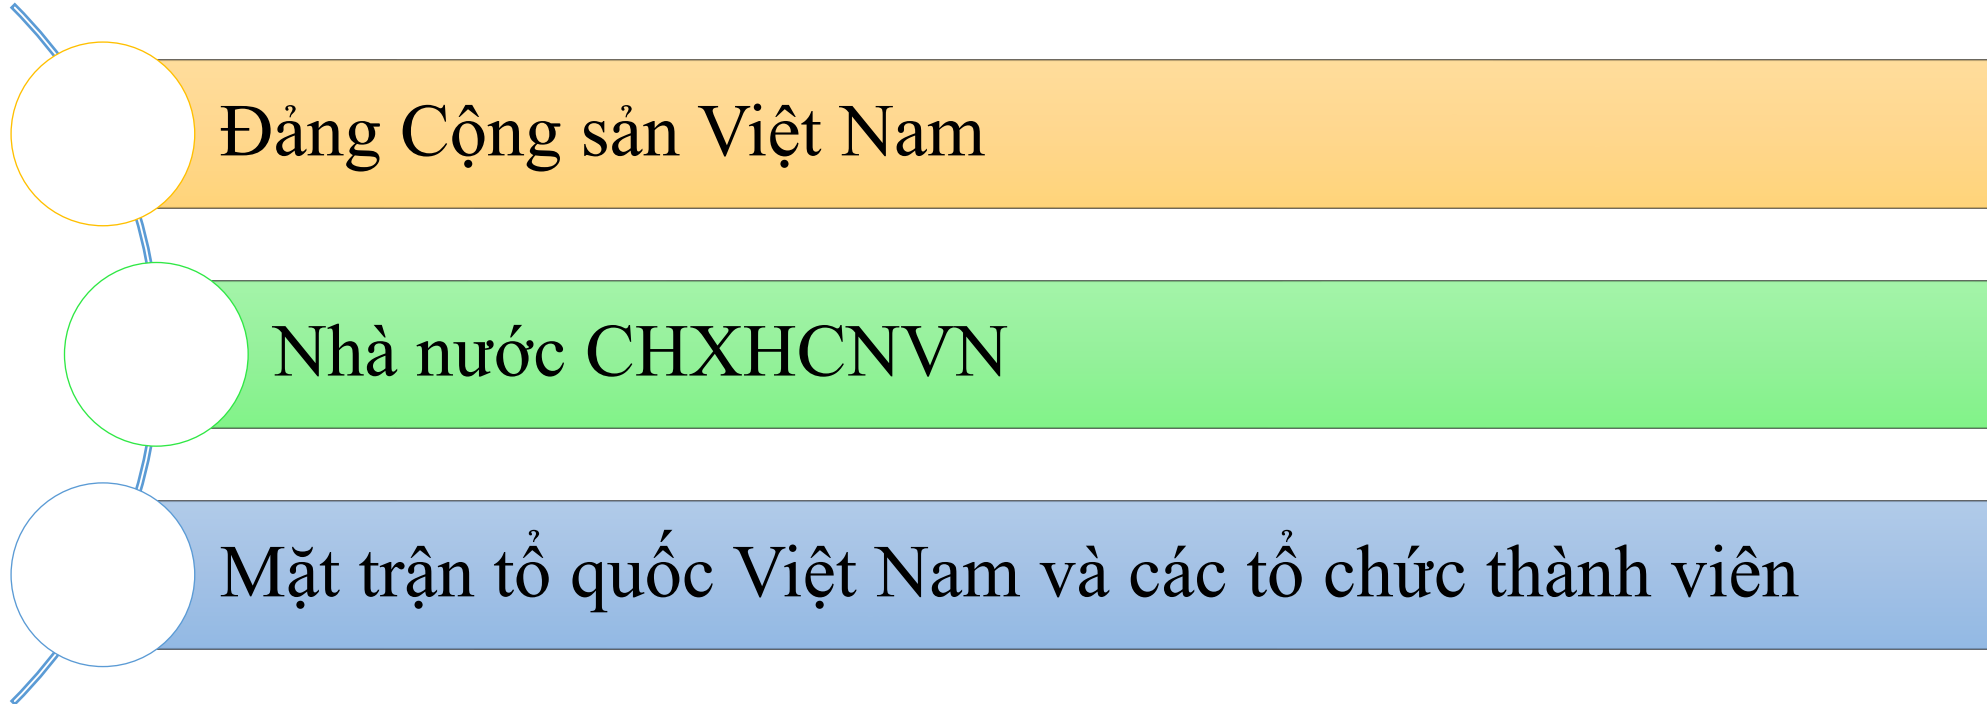 Đảng Cộng sản Việt Nam
Nhà nước CHXHCNVN
Mặt trận tổ quốc Việt Nam và các tổ chức thành viên